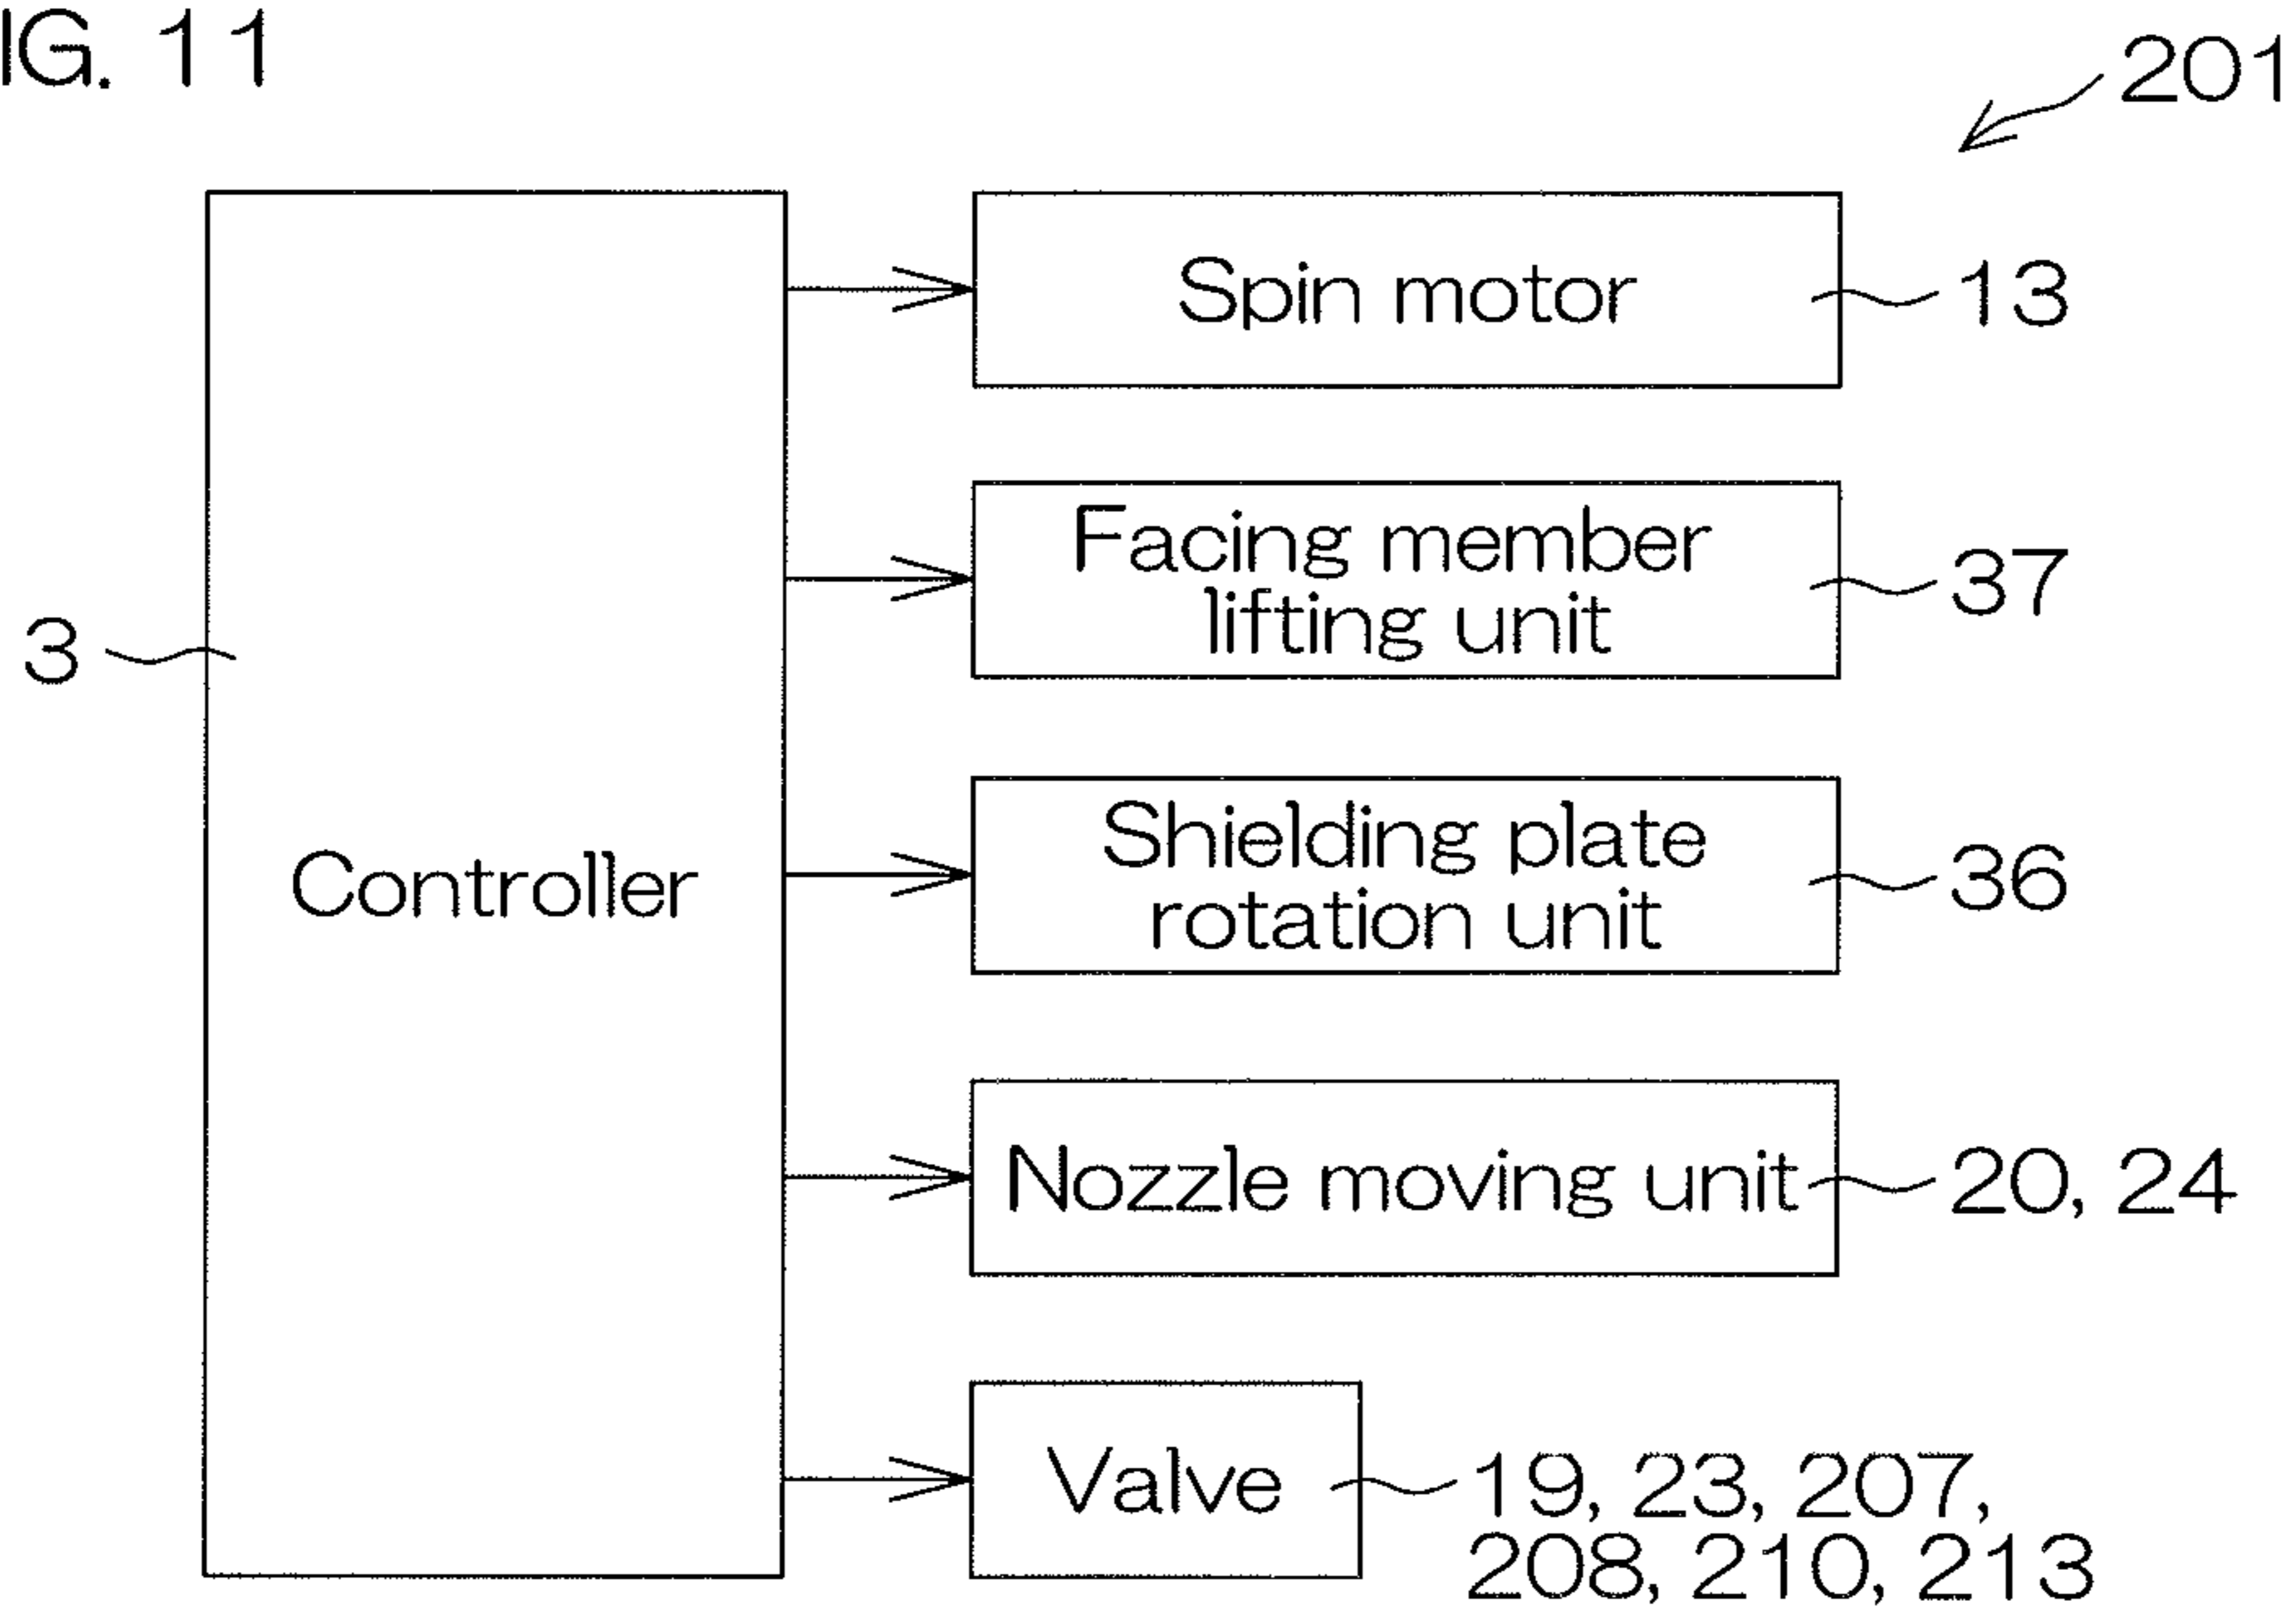 IG. 11
201
Spin motor
13
Facing member
lifting unit
37
3
Controller
Shielding plate
rotation unit
36
Nozzle moving unit
20, 24
Valve
19, 23, 207,
208, 210, 213